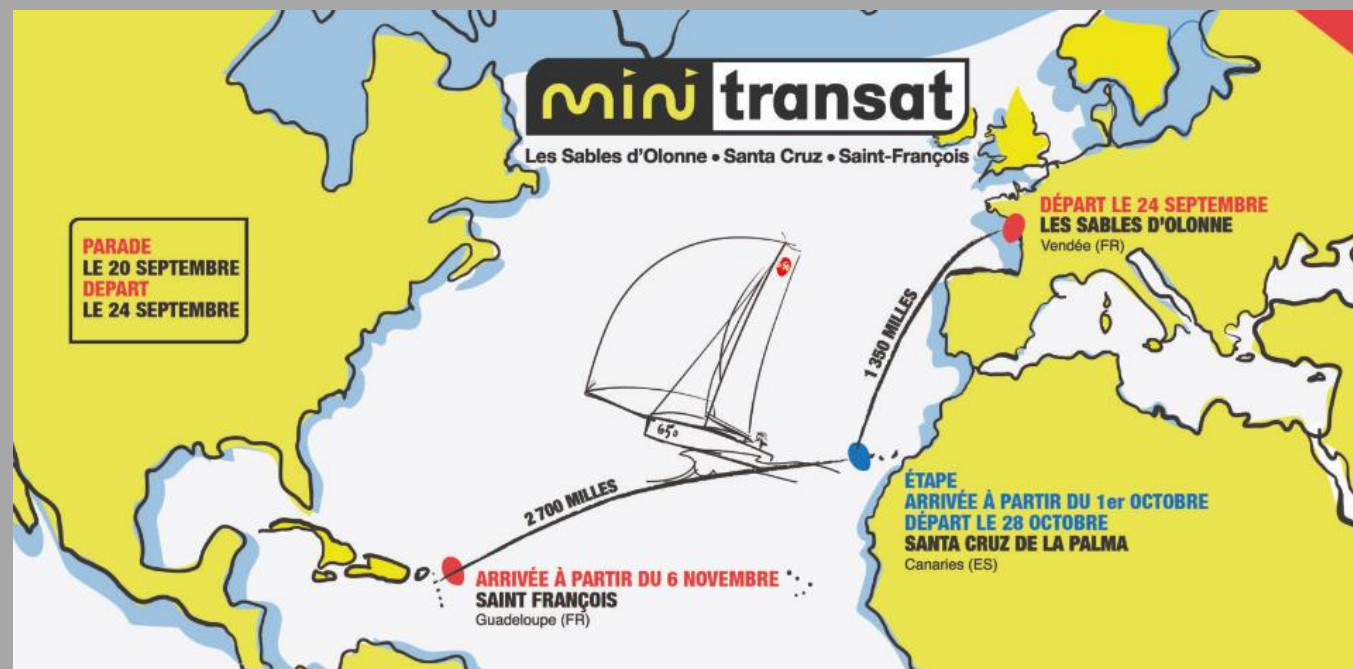 mini transat
Les Sables d'Olonne • Santa Cruz • Saint-François
PARADE
LE 20 SEPTEMBRE
DEPART
LE 24 SEPTEMBRE
DÉPART LE 24 SEPTEMBRE
LES SABLES D'OLONNE
Vendée (FR)
1 350 MILLES
650
2 700 MILLES
ÉTAPE
ARRIVÉE À PARTIR DU 1er OCTOBRE
DÉPART LE 28 OCTOBRE
SANTA CRUZ DE LA PALMA
Canaries (ES)
ARRIVÉE À PARTIR DU 6 NOVEMBRE
SAINT FRANÇOIS
Guadeloupe (FR)